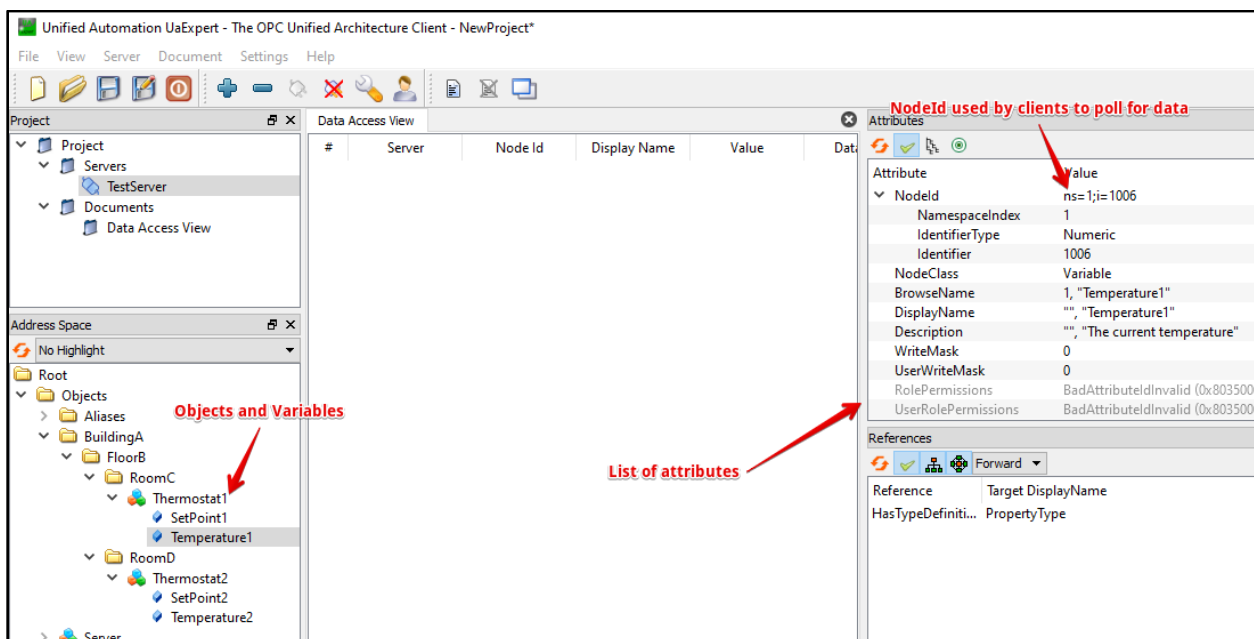 Unified Automation UaExpert - The OPC Unified Architecture Client - NewProject*
File View Server Document Settings Help
Project
Project
Servers
TestServer
Documents
Data Access View
Address Space
No Highlight
Root
Objects
Aliases
BuildingA
FloorB
RoomC
Thermostat1
SetPoint1
Temperature1
RoomD
Thermostat2
SetPoint2
Temperature2
Server
Objects and Variables
Data Access View
# Server Node Id Display Name Value Data
List of attributes
NodeId used by clients to poll for data
Attributes
Attribute Value
NodeId ns=1;i=1006
NamespaceIndex 1
IdentifierType Numeric
Identifier 1006
NodeClass Variable
BrowseName 1, "Temperature1"
DisplayName "", "Temperature1"
Description "", "The current temperature"
WriteMask 0
UserWriteMask 0
RolePermissions BadAttributeIdInvalid (0x803500
UserRolePermissions BadAttributeIdInvalid (0x803500
References
Forward
Reference Target DisplayName
HasTypeDefiniti... PropertyType